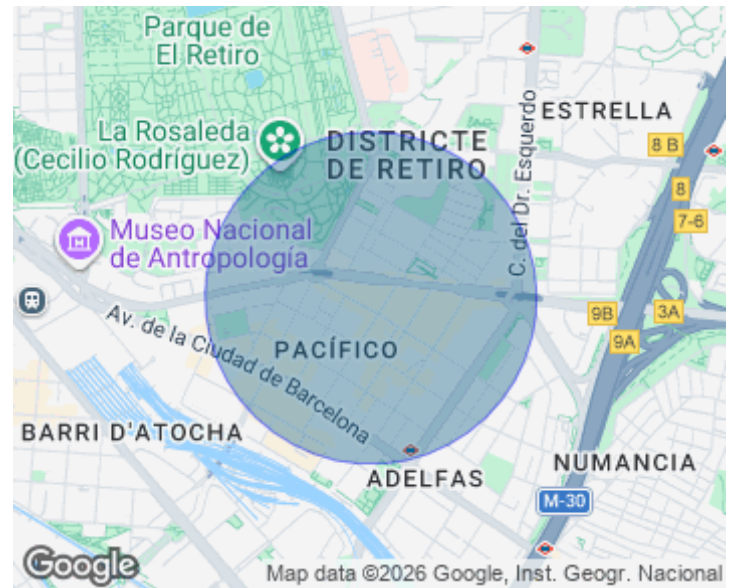 Parque de
El Retiro
ESTRELLA
La Rosaleda
(Cecilio Rodríguez)
DISTRICTE
DE RETIRO
C. del Dr. Esquerdo
8 B
8
7-6
Museo Nacional
de Antropología
9B
3A
9A
Av. de la Ciudad de Barcelona
PACÍFICO
BARRI D'ATOCHA
ADELFAS
NUMANCIA
M-30
Google
Map data ©2026 Google, Inst. Geogr. Nacional